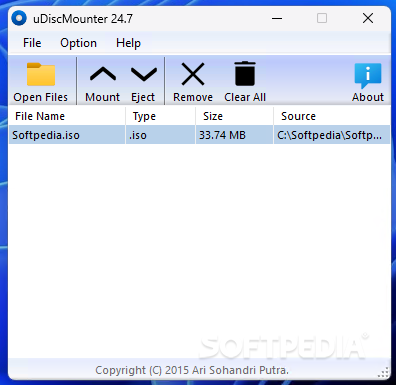 uDiscMounter 24.7
File Option Help
Open Files Mount Eject Remove Clear All About
File Name Type Size Source
Softpedia.iso .iso 33.74 MB C:\Softpedia\Softp...
SOFTPEDIA®
Copyright (C) 2015 Ari Sohandri Putra.